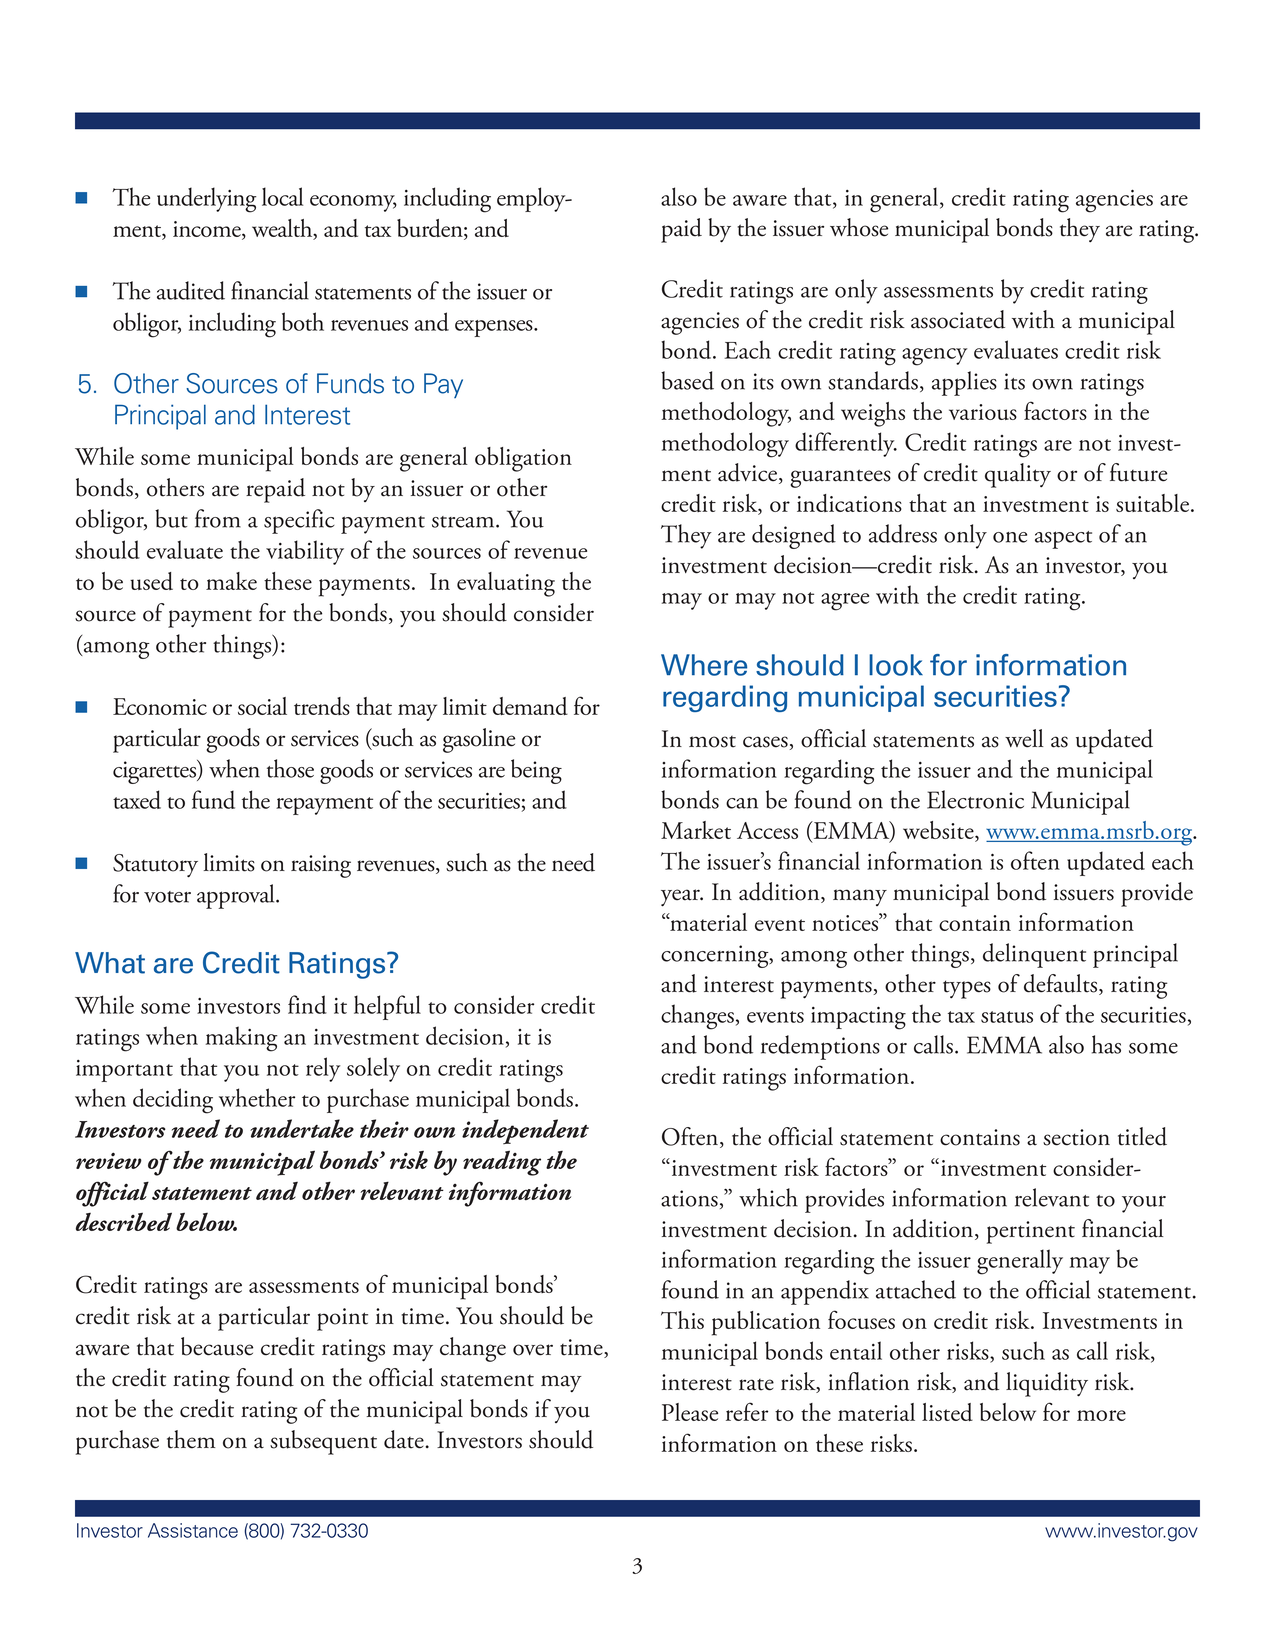 The underlying local economy, including employ-
ment, income, wealth, and tax burden; and
The audited financial statements of the issuer or
obligor, including both revenues and expenses.
5. Other Sources of Funds to Pay
Principal and Interest
While some municipal bonds are general obligation
bonds, others are repaid not by an issuer or other
obligor, but from a specific payment stream. You
should evaluate the viability of the sources of revenue
to be used to make these payments.  In evaluating the
source of payment for the bonds, you should consider
(among other things):
Economic or social trends that may limit demand for
particular goods or services (such as gasoline or
cigarettes) when those goods or services are being
taxed to fund the repayment of the securities; and
Statutory limits on raising revenues, such as the need
for voter approval.
What are Credit Ratings?
While some investors find it helpful to consider credit
ratings when making an investment decision, it is
important that you not rely solely on credit ratings
when deciding whether to purchase municipal bonds.
Investors need to undertake their own independent
review of the municipal bonds’ risk by reading the
official statement and other relevant information
described below.
Credit ratings are assessments of municipal bonds’
credit risk at a particular point in time. You should be
aware that because credit ratings may change over time,
the credit rating found on the official statement may
not be the credit rating of the municipal bonds if you
purchase them on a subsequent date. Investors should
also be aware that, in general, credit rating agencies are
paid by the issuer whose municipal bonds they are rating.
Credit ratings are only assessments by credit rating
agencies of the credit risk associated with a municipal
bond. Each credit rating agency evaluates credit risk
based on its own standards, applies its own ratings
methodology, and weighs the various factors in the
methodology differently. Credit ratings are not invest-
ment advice, guarantees of credit quality or of future
credit risk, or indications that an investment is suitable.
They are designed to address only one aspect of an
investment decision—credit risk. As an investor, you
may or may not agree with the credit rating.
Where should I look for information
regarding municipal securities?
In most cases, official statements as well as updated
information regarding the issuer and the municipal
bonds can be found on the Electronic Municipal
Market Access (EMMA) website, www.emma.msrb.org.
The issuer’s financial information is often updated each
year. In addition, many municipal bond issuers provide
“material event notices” that contain information
concerning, among other things, delinquent principal
and interest payments, other types of defaults, rating
changes, events impacting the tax status of the securities,
and bond redemptions or calls. EMMA also has some
credit ratings information.
Often, the official statement contains a section titled
“investment risk factors” or “investment consider-
ations,” which provides information relevant to your
investment decision. In addition, pertinent financial
information regarding the issuer generally may be
found in an appendix attached to the official statement.
This publication focuses on credit risk. Investments in
municipal bonds entail other risks, such as call risk,
interest rate risk, inflation risk, and liquidity risk.
Please refer to the material listed below for more
information on these risks.
Investor Assistance (800) 732-0330
www.investor.gov
3